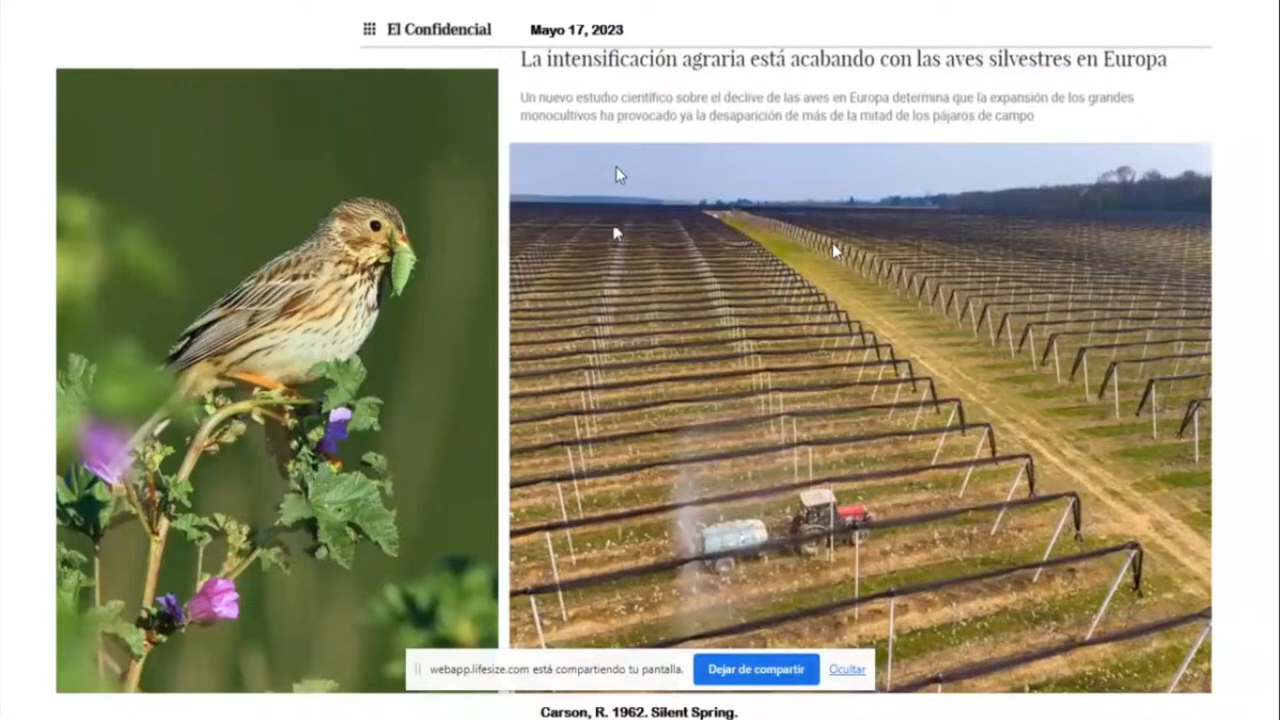 El Confidencial
Mayo 17, 2023
La intensificación agraria está acabando con las aves silvestres en Europa
Un nuevo estudio científico sobre el declive de las aves en Europa determina que la expansión de los grandes
monocultivos ha provocado ya la desaparición de más de la mitad de los pájaros de campo
webapp.lifesize.com está compartiendo tu pantalla.
Dejar de compartir
Ocultar
Carson, R. 1962. Silent Spring.